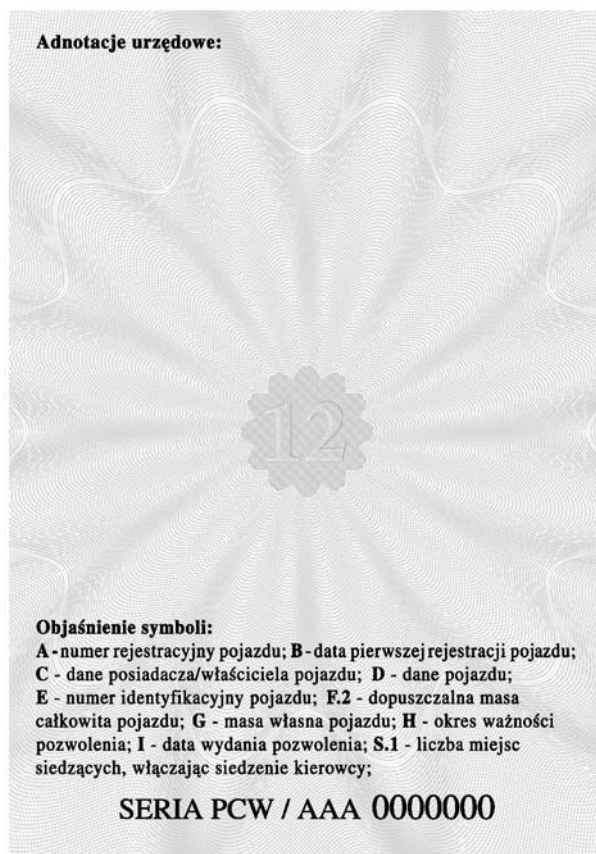 Adnotacje urzędowe:
12
Objaśnienie symboli:
A - numer rejestracyjny pojazdu; B - data pierwszej rejestracji pojazdu;
C - dane posiadacza/właściciela pojazdu; D - dane pojazdu;
E - numer identyfikacyjny pojazdu; F.2 - dopuszczalna masa
całkowita pojazdu; G - masa własna pojazdu; H - okres ważności
pozwolenia; I - data wydania pozwolenia; S.1 - liczba miejsc
siedzących, włączając siedzenie kierowcy;
SERIA PCW / AAA 0000000